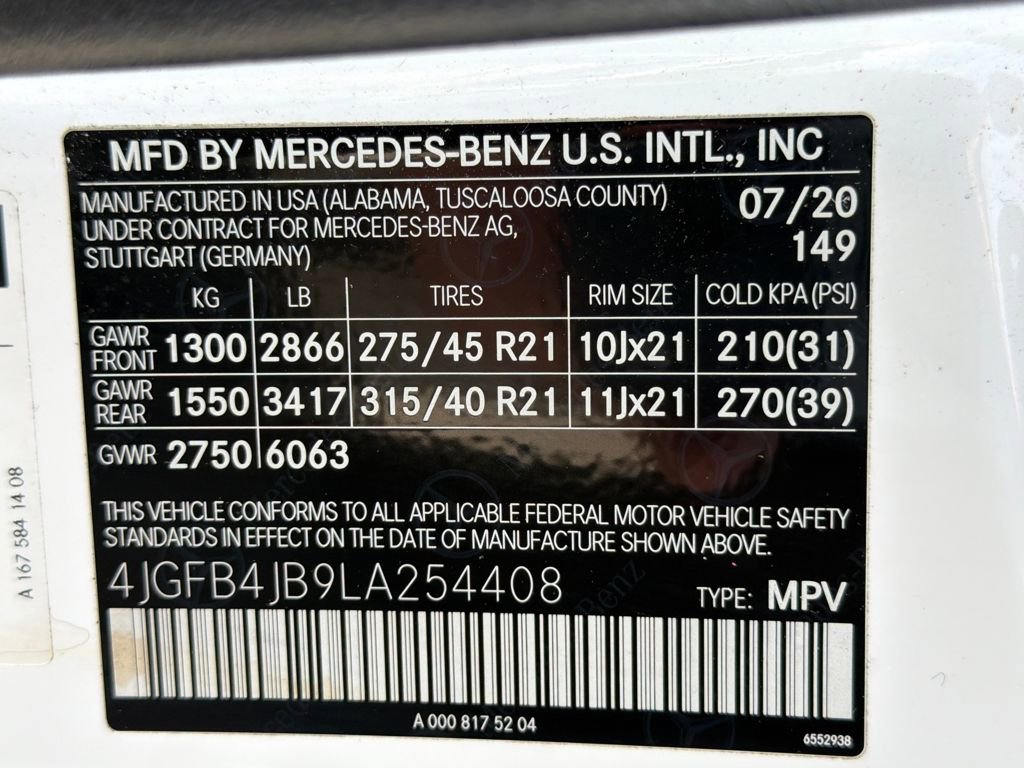 MFD BY MERCEDES-BENZ U.S. INTL., INC
MANUFACTURED IN USA (ALABAMA, TUSCALOOSA COUNTY) 07/20
UNDER CONTRACT FOR MERCEDES-BENZ AG, 149
STUTTGART (GERMANY)
KG LB TIRES RIM SIZE COLD KPA (PSI)
GAWR FRONT 1300 2866 275/45 R21 10Jx21 210(31)
GAWR REAR 1550 3417 315/40 R21 11Jx21 270(39)
GVWR 2750 6063
THIS VEHICLE CONFORMS TO ALL APPLICABLE FEDERAL MOTOR VEHICLE SAFETY
STANDARDS IN EFFECT ON THE DATE OF MANUFACTURE SHOWN ABOVE.
4JGFB4JB9LA254408 TYPE: MPV
A 000 817 52 04
6552938
A 167 584 14 08